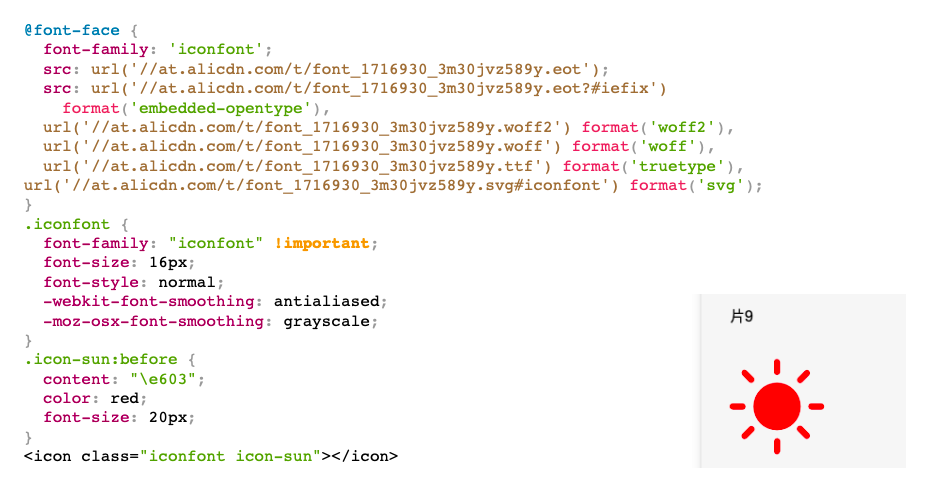 @font-face {
  font-family: 'iconfont';
  src: url('//at.alicdn.com/t/font_1716930_3m30jvz589y.eot');
  src: url('//at.alicdn.com/t/font_1716930_3m30jvz589y.eot?#iefix')
    format('embedded-opentype'),
  url('//at.alicdn.com/t/font_1716930_3m30jvz589y.woff2') format('woff2'),
  url('//at.alicdn.com/t/font_1716930_3m30jvz589y.woff') format('woff'),
  url('//at.alicdn.com/t/font_1716930_3m30jvz589y.ttf') format('truetype'),
url('//at.alicdn.com/t/font_1716930_3m30jvz589y.svg#iconfont') format('svg');
}
.iconfont {
  font-family: "iconfont" !important;
  font-size: 16px;
  font-style: normal;
  -webkit-font-smoothing: antialiased;
  -moz-osx-font-smoothing: grayscale;
}
.icon-sun:before {
  content: "\e603";
  color: red;
  font-size: 20px;
}
<icon class="iconfont icon-sun"></icon>
片9